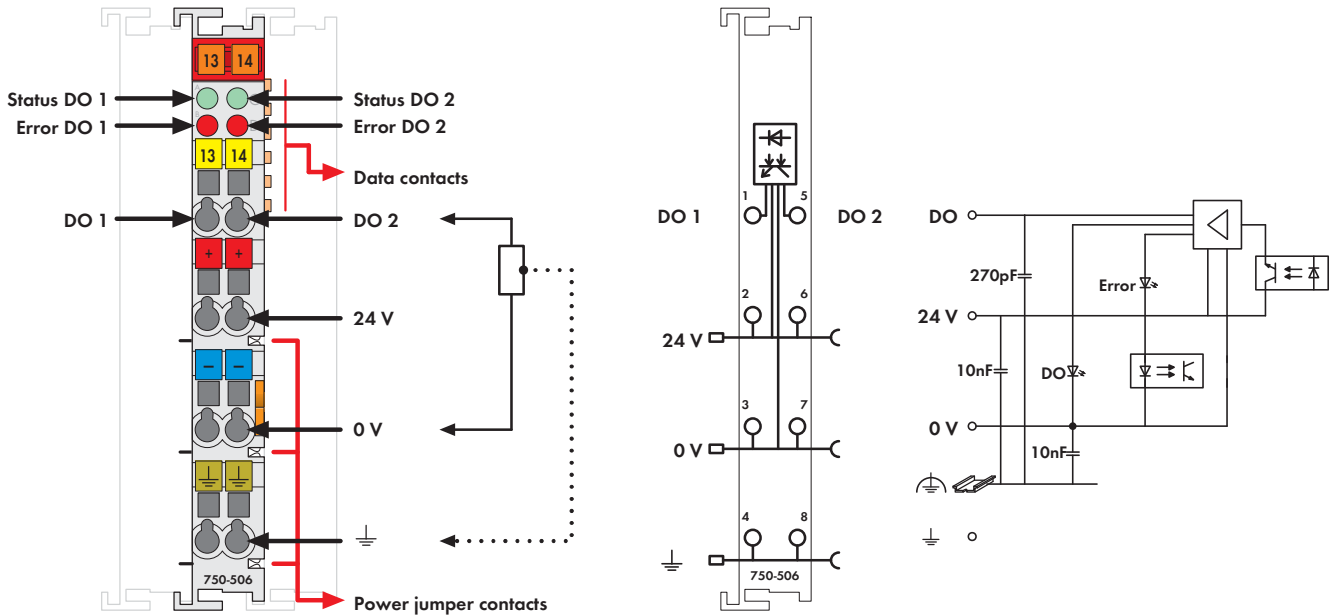 13 14
Status DO 1
Status DO 2
Error DO 1
Error DO 2
13 14
Data contacts
DO 1
DO 2
+ +
24 V
− −
0 V
750-506
Power jumper contacts
1 5
DO 1
DO 2
2 6
24 V
3 7
0 V
4 8
750-506
DO
270pF
Error
24 V
10nF
DO
0 V
10nF